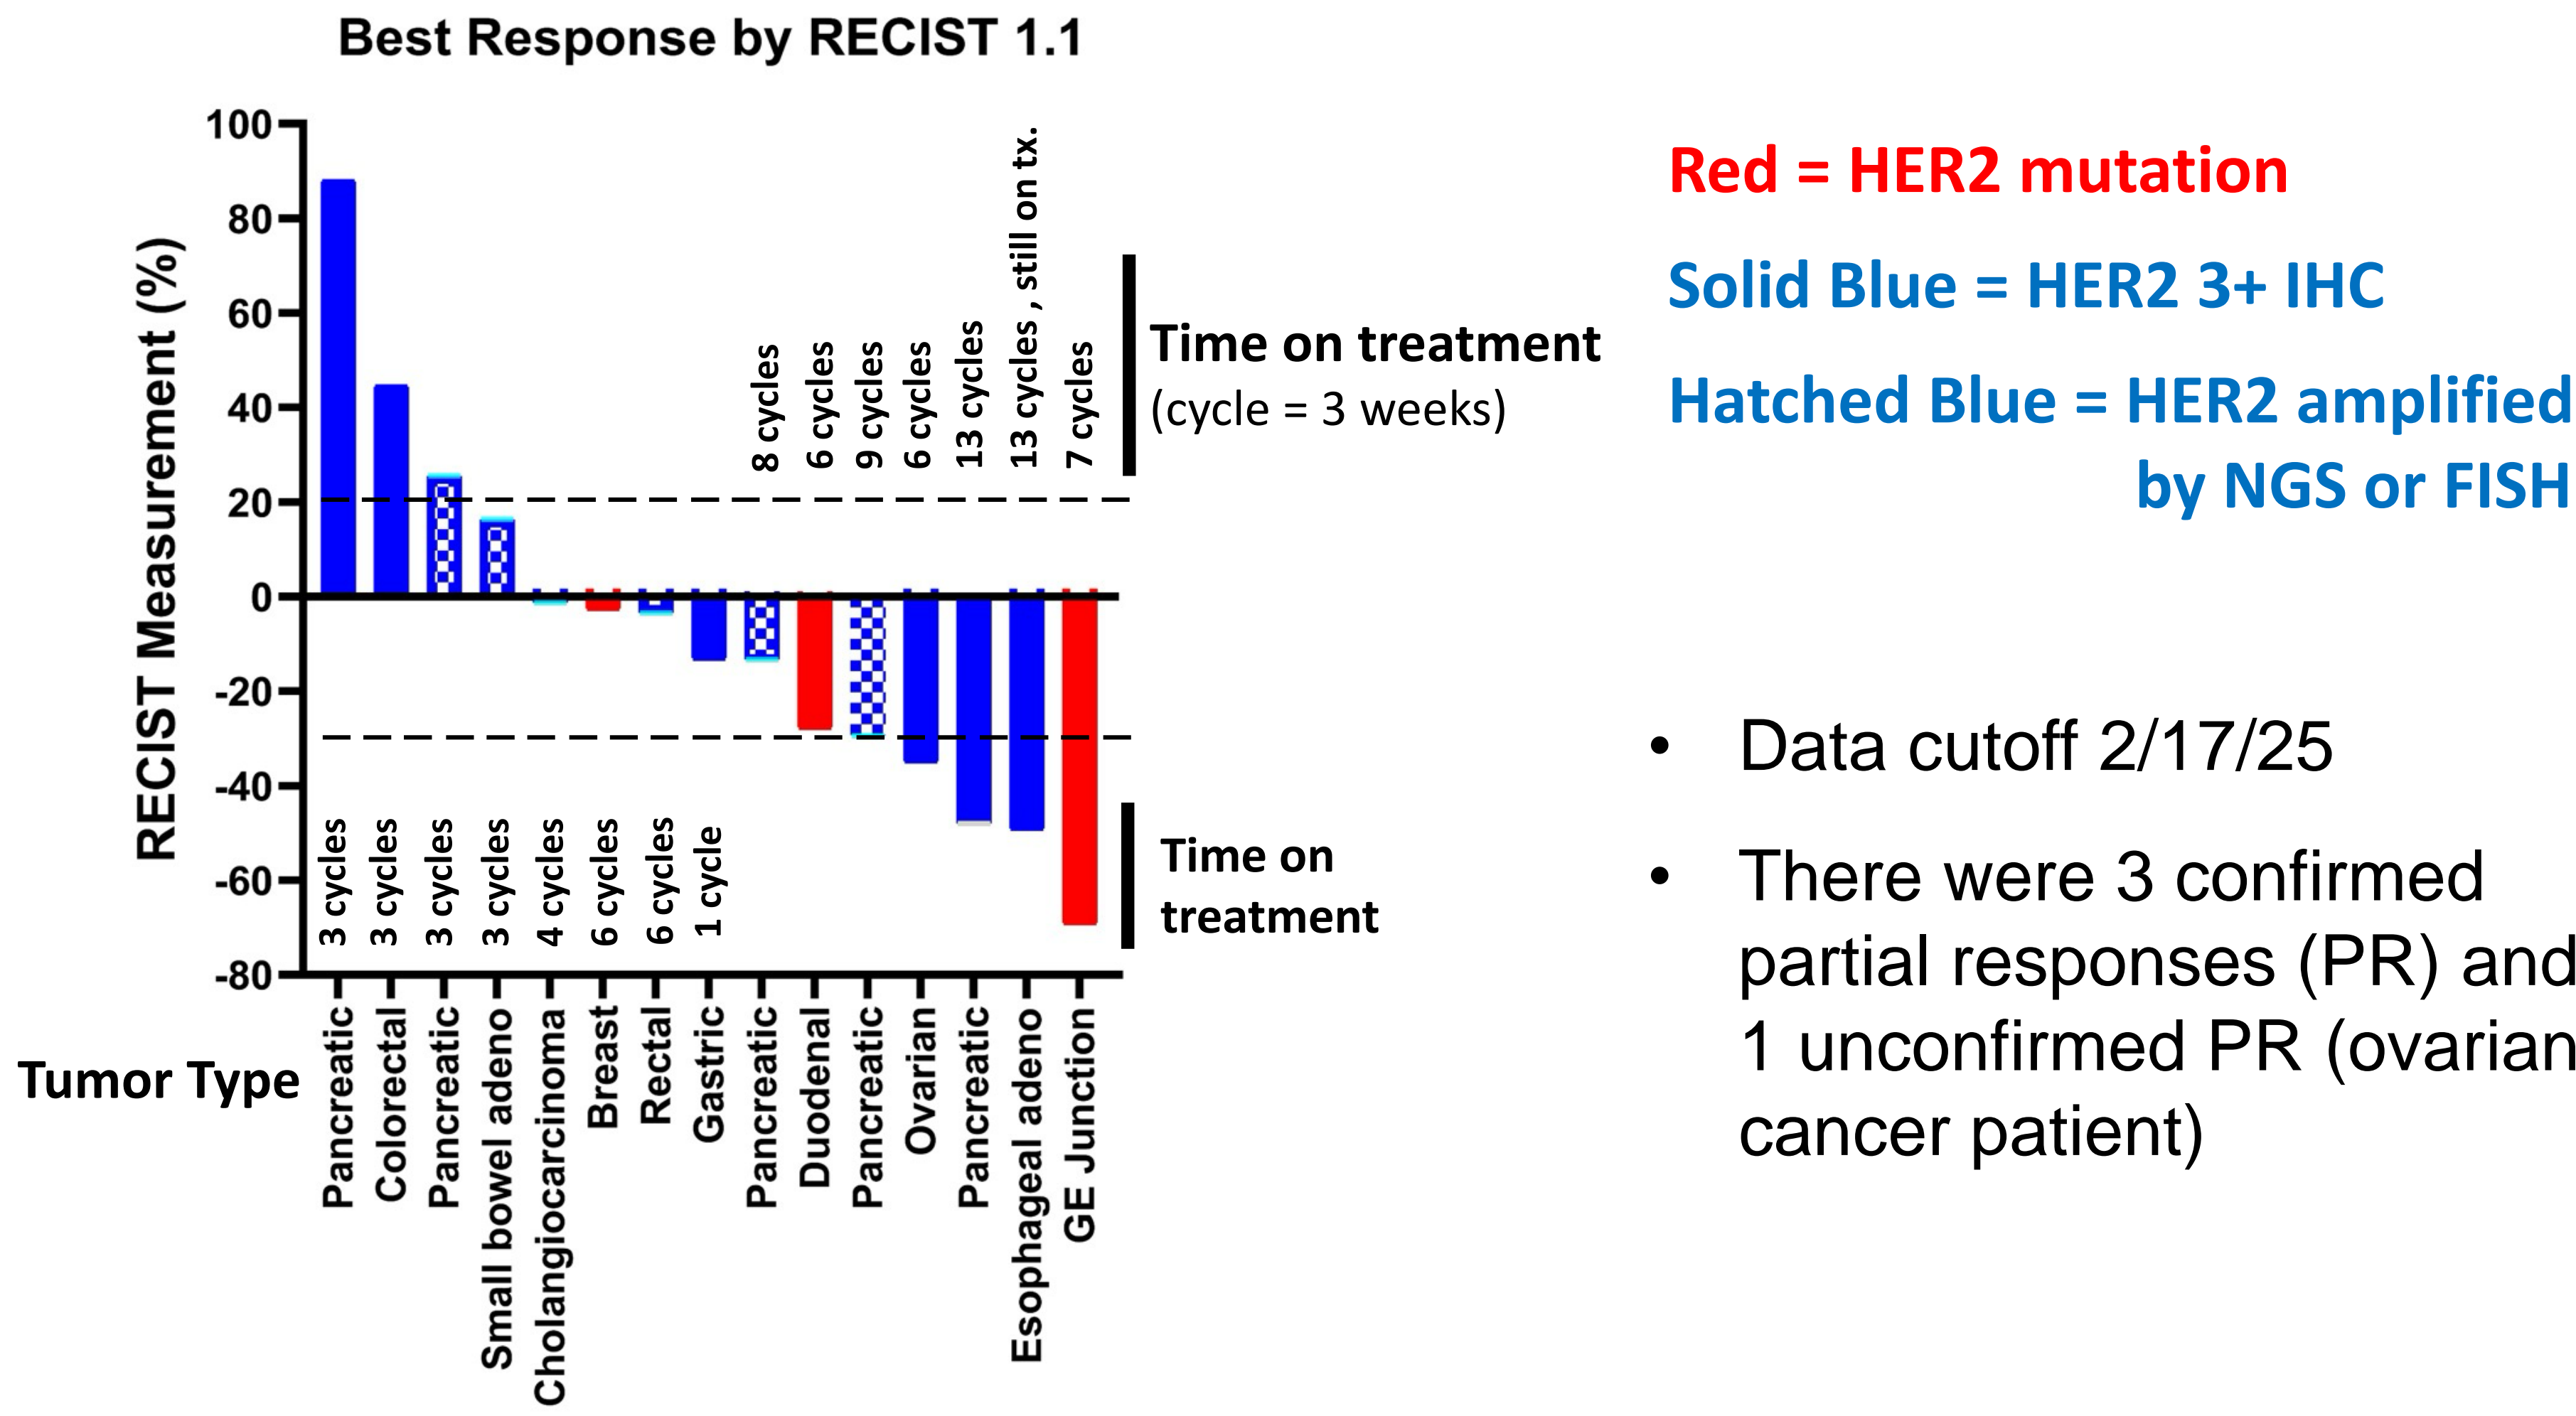 Best Response by RECIST 1.1
RECIST Measurement (%)
100
80
60
40
20
0
-20
-40
-60
-80
8 cycles
6 cycles
9 cycles
6 cycles
13 cycles
13 cycles , still on tx.
7 cycles
Time on treatment
(cycle = 3 weeks)
3 cycles
3 cycles
3 cycles
3 cycles
4 cycles
6 cycles
6 cycles
1 cycle
Time on
treatment
Tumor Type
Pancreatic
Colorectal
Pancreatic
Small bowel adeno
Cholangiocarcinoma
Breast
Rectal
Gastric
Pancreatic
Duodenal
Pancreatic
Ovarian
Pancreatic
Esophageal adeno
GE Junction
Red = HER2 mutation
Solid Blue = HER2 3+ IHC
Hatched Blue = HER2 amplified
by NGS or FISH
• Data cutoff 2/17/25
• There were 3 confirmed
partial responses (PR) and
1 unconfirmed PR (ovarian
cancer patient)